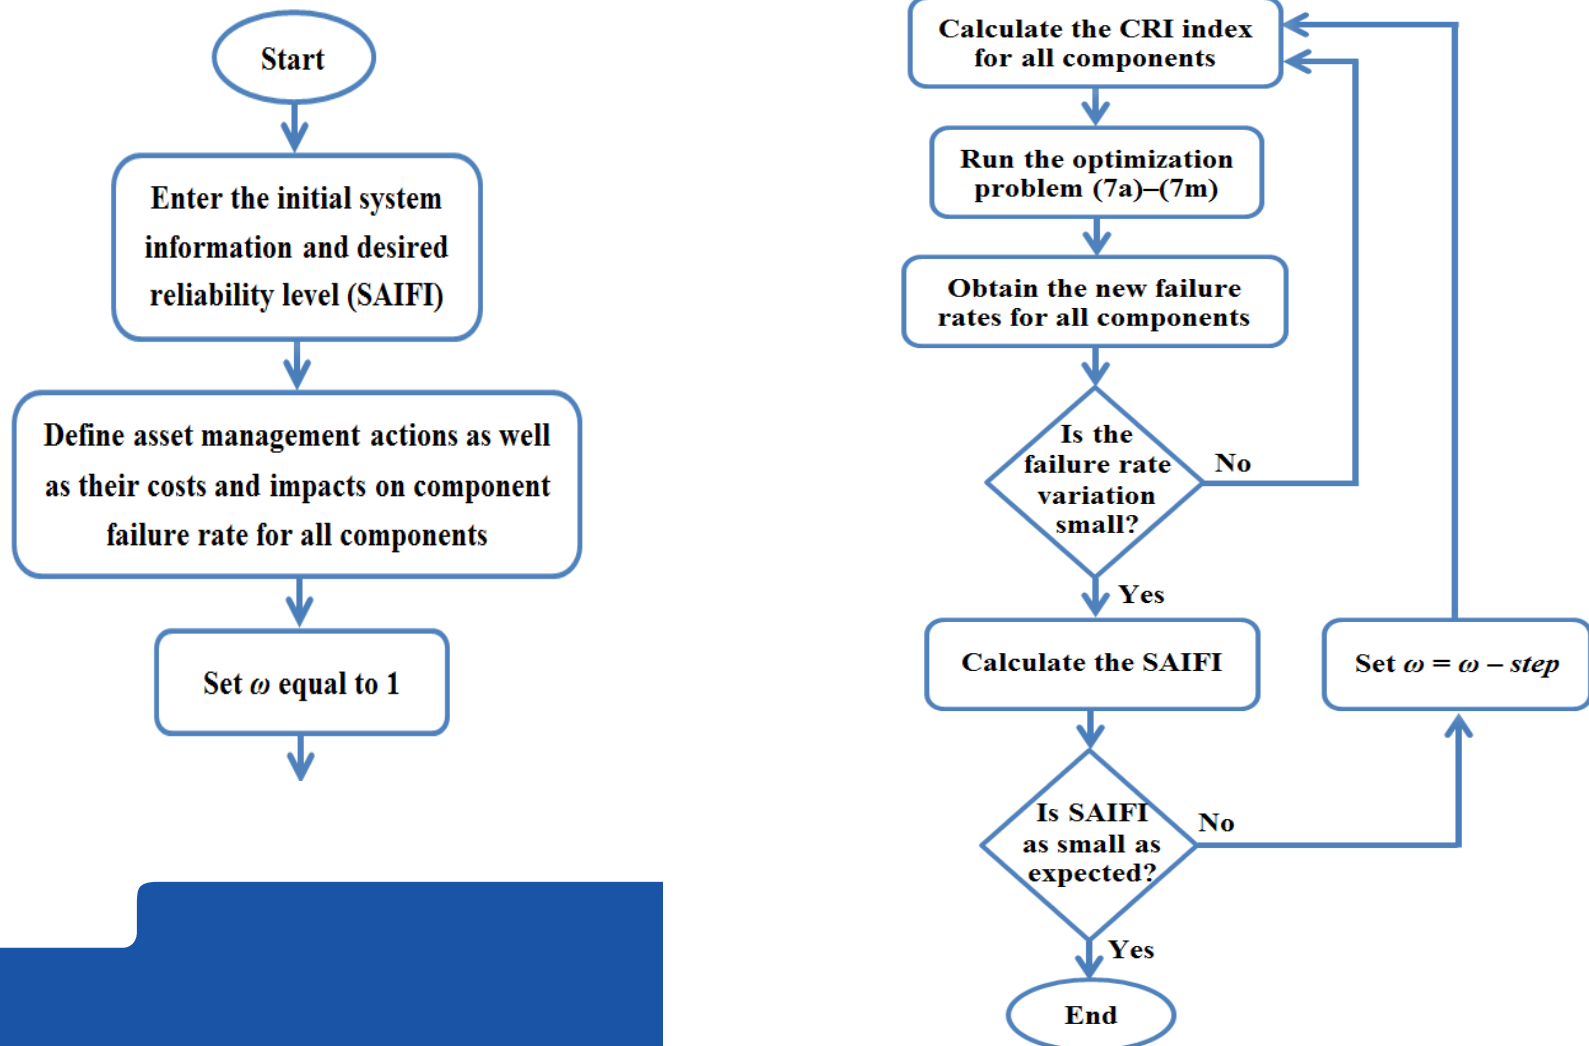 Start
Enter the initial system
information and desired
reliability level (SAIFI)
Define asset management actions as well
as their costs and impacts on component
failure rate for all components
Set ω equal to 1
Calculate the CRI index
for all components
Run the optimization
problem (7a)–(7m)
Obtain the new failure
rates for all components
Is the
failure rate
variation
small?
No
Yes
Calculate the SAIFI
Set ω = ω – step
Is SAIFI
as small as
expected?
No
Yes
End